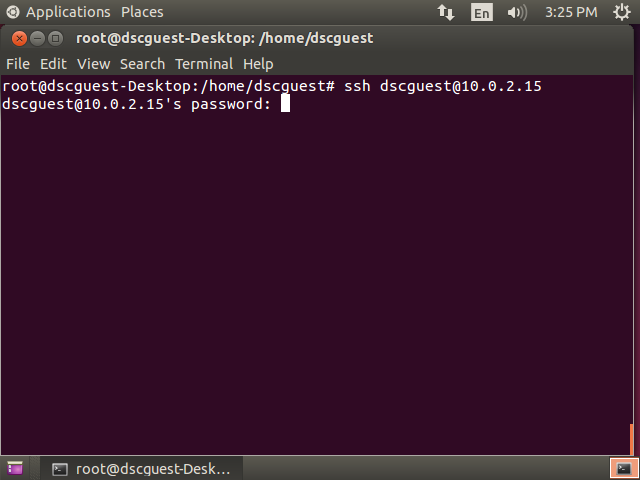 Applications Places En 3:25 PM
root@dscguest-Desktop: /home/dscguest
File Edit View Search Terminal Help
root@dscguest-Desktop:/home/dscguest# ssh dscguest@10.0.2.15
dscguest@10.0.2.15's password:
root@dscguest-Desk...